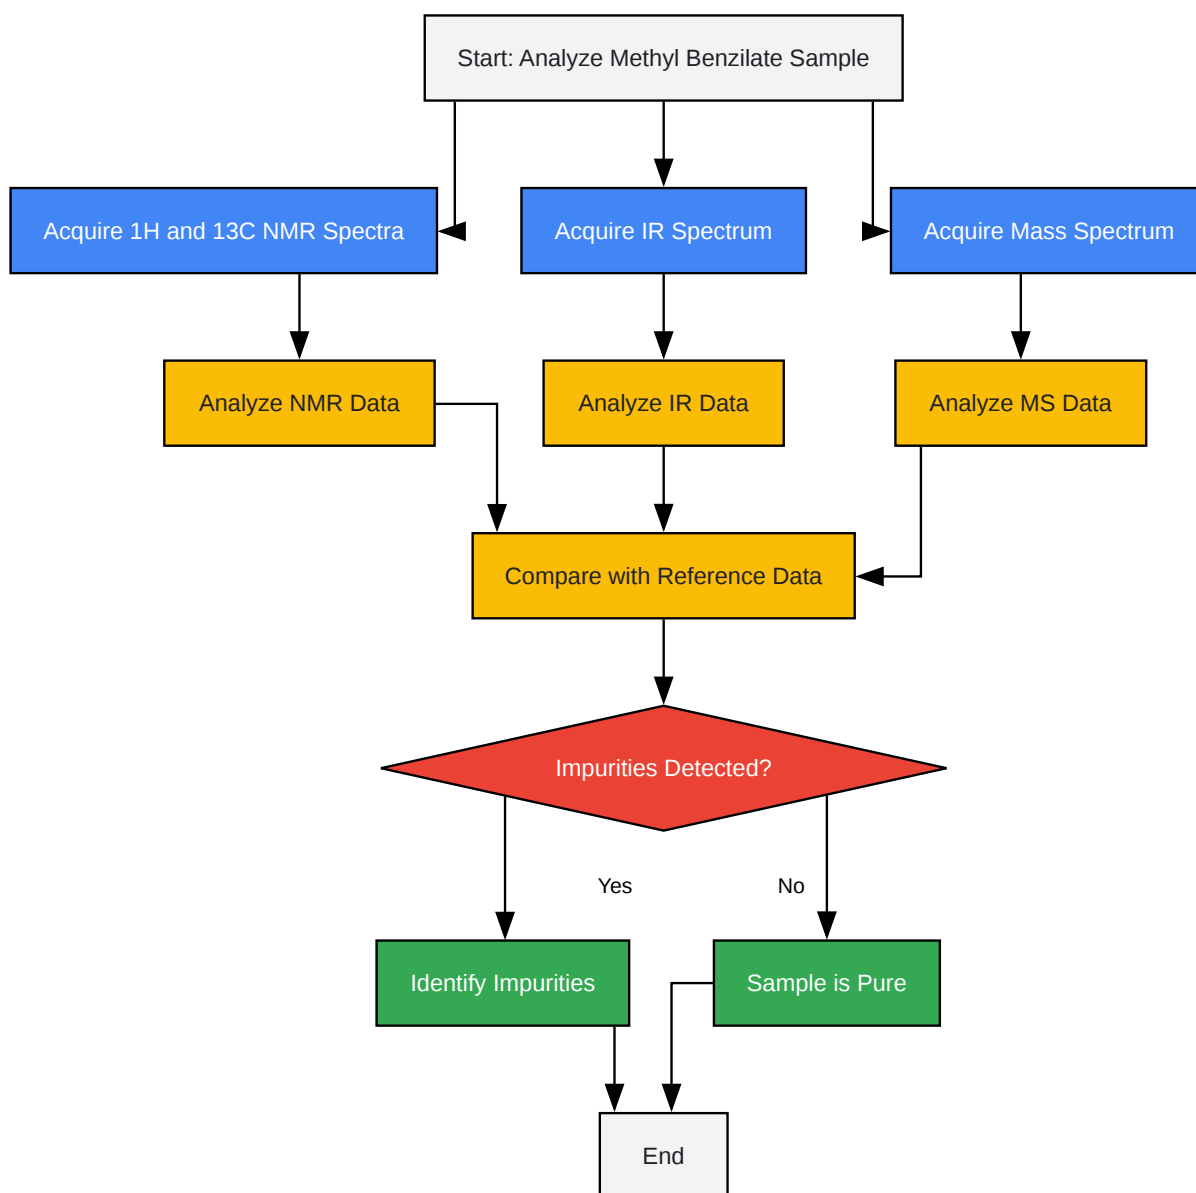 Start: Analyze Methyl Benzilate Sample
Acquire 1H and 13C NMR Spectra
Acquire IR Spectrum
Acquire Mass Spectrum
Analyze NMR Data
Analyze IR Data
Analyze MS Data
Compare with Reference Data
Impurities Detected?
Yes
No
Identify Impurities
Sample is Pure
End